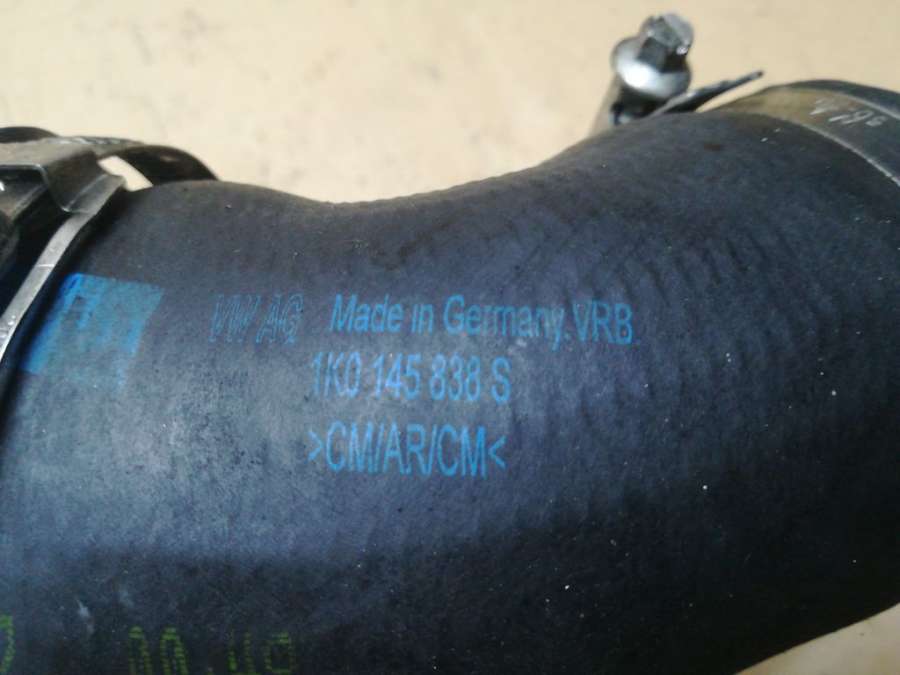 VW AG Made in Germany. VRB
1K0 145 838 S
>CM/AR/CM<